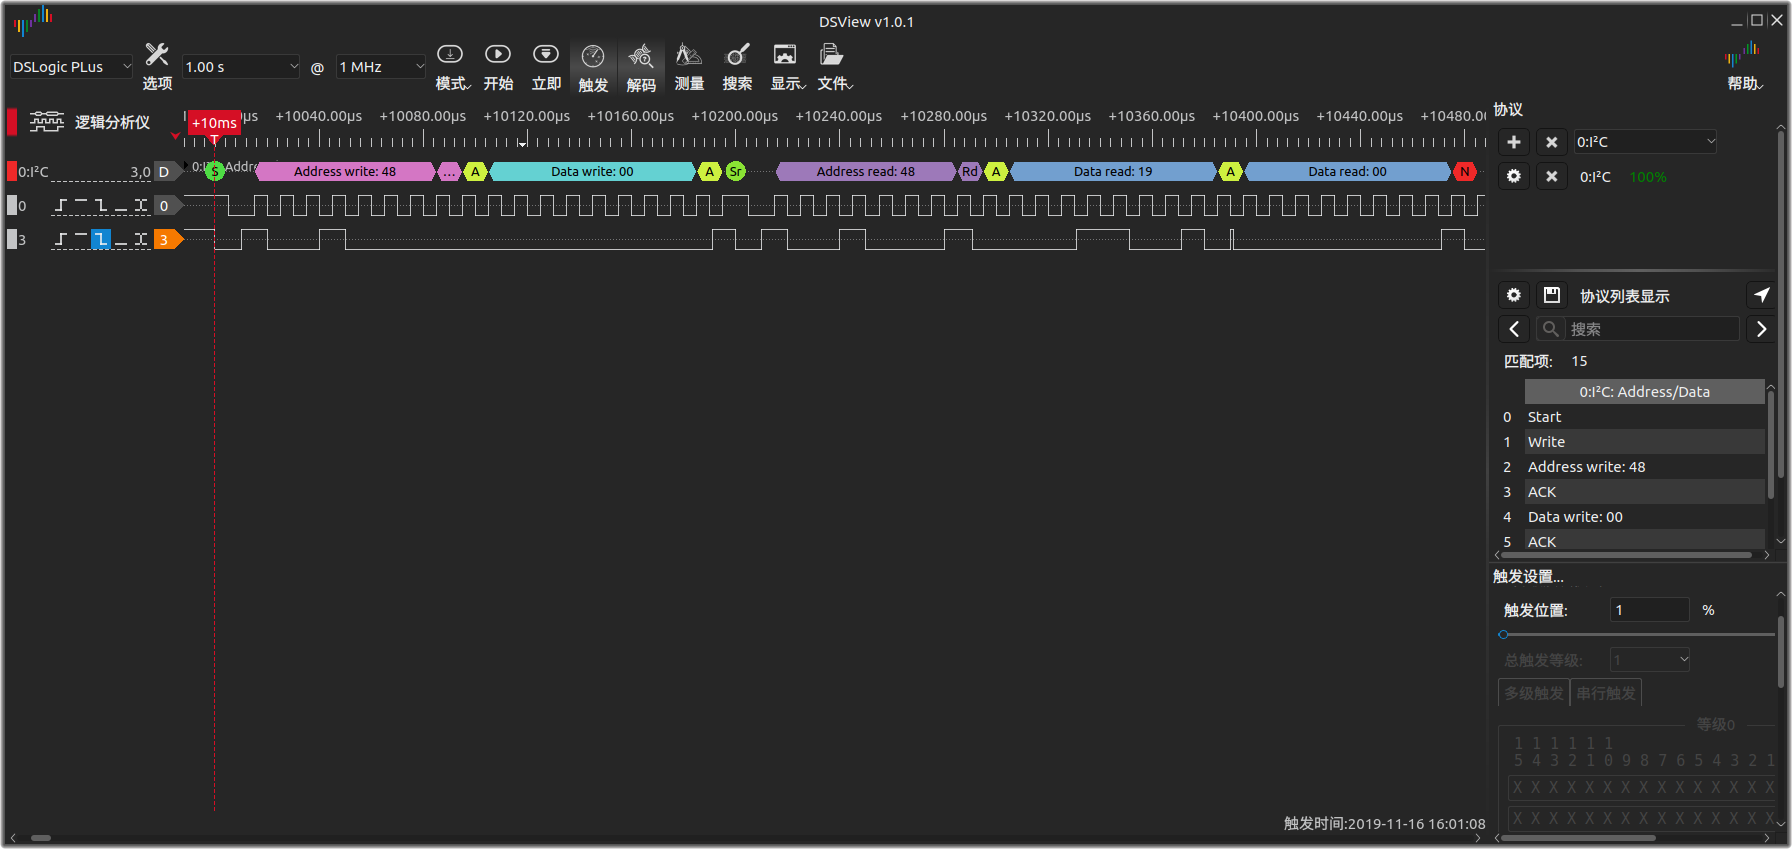 DSView v1.0.1
DSLogic PLus 选项 1.00 s @ 1 MHz 模式 开始 立即 触发 解码 测量 搜索 显示 文件 帮助
逻辑分析仪 +10ms µs +10040.00µs +10080.00µs +10120.00µs +10160.00µs +10200.00µs +10240.00µs +10280.00µs +10320.00µs +10360.00µs +10400.00µs +10440.00µs +10480.0
T
0:I²C 3,0 D S Address write: 48 ... A Data write: 00 A Sr Address read: 48 Rd A Data read: 19 A Data read: 00 N
0 0
3 3
触发时间:2019-11-16 16:01:08
协议
0:I²C
0:I²C 100%
协议列表显示
搜索
匹配项: 15
0:I²C: Address/Data
0 Start
1 Write
2 Address write: 48
3 ACK
4 Data write: 00
5 ACK
触发设置...
触发位置: 1 %
总触发等级: 1
多级触发 串行触发
等级0
1 1 1 1 1 1
5 4 3 2 1 0 9 8 7 6 5 4 3 2 1
X X X X X X X X X X X X X X X
X X X X X X X X X X X X X X X